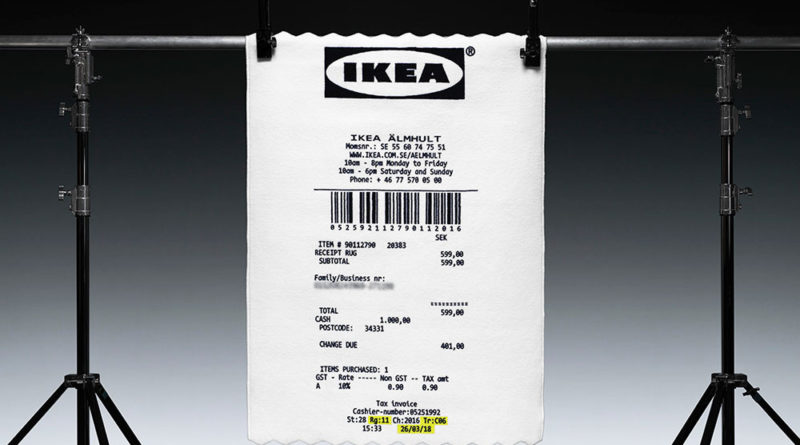 IKEA®
IKEA ÄLMHULT
Momsnr.: SE 55 60 74 75 51
WWW.IKEA.COM.SE/AELMHULT
10am - 8pm Monday to Friday
10am - 6pm Saturday and Sunday
Phone: + 46 77 570 05 00
052592112790112016
SEK
ITEM # 90112790 20383
RECEIPT RUG 599,00
SUBTOTAL 599,00
Family/Business nr:
TOTAL 599,00
CASH 1.000,00
POSTCODE: 34331
CHANGE DUE 401,00
ITEMS PURCHASED: 1
GST - Rate ----- Non GST -- TAX amt
A 10% 0.90 0.90
Tax invoice
Cashier-number:05251992
St:28 Rg:11 Ch:2016 Tr:C06
15:33 26/03/18